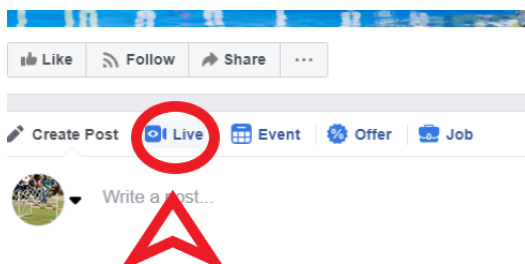 Like Follow Share ...
Create Post Live Event Offer Job
Write a post...